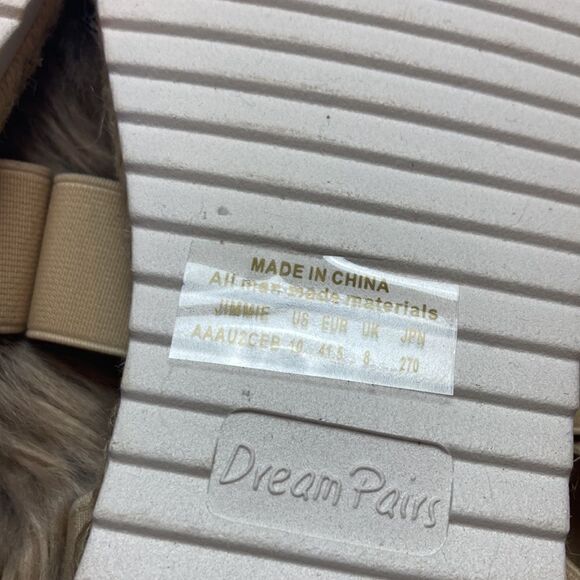 MADE IN CHINA
All man made materials
JIMMIE US EUR UK JPN
AAAU2CEB 10 41.5 8 270
Dream Pairs